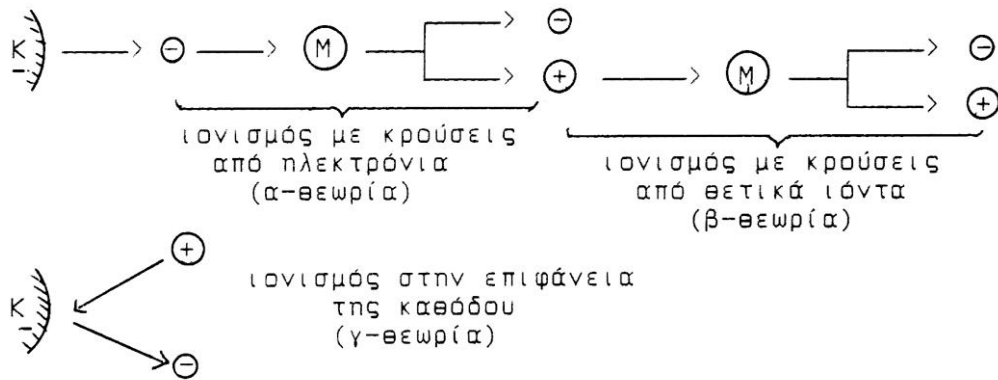 K
−
−
M
−
+
M
−
+
ιονισμός με κρούσεις
από ηλεκτρόνια
(α-θεωρία)
ιονισμός με κρούσεις
από θετικά ιόντα
(β-θεωρία)
K
−
+
−
ιονισμός στην επιφάνεια
της καθόδου
(γ-θεωρία)